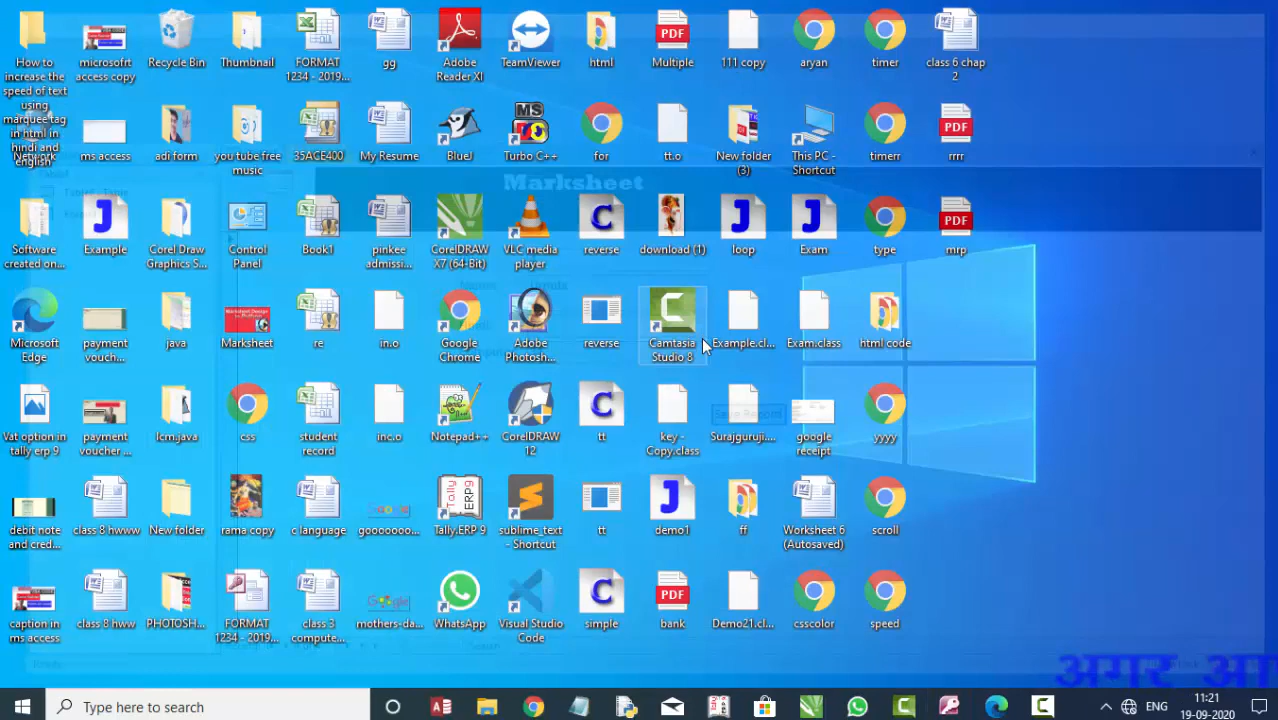 How to increase the speed of text using marquee tag in html in hindi and english
microsofrt access copy
Recycle Bin
Thumbnail
FORMAT 1234 - 2019...
gg
Adobe Reader XI
TeamViewer
html
Multiple
111 copy
aryan
timer
class 6 chap 2
Network
ms access
adi form
you tube free music
35ACE400
My Resume
BlueJ
Turbo C++
for
tt.o
New folder (3)
This PC - Shortcut
timerr
rrrr
Marksheet
Software created on...
Example
Corel Draw Graphics S...
Control Panel
Book1
pinkee admissi...
CorelDRAW X7 (64-Bit)
VLC media player
reverse
download (1)
loop
Exam
type
mrp
Microsoft Edge
payment vouch...
java
Marksheet
re
in.o
Google Chrome
Adobe Photosh...
reverse
Camtasia Studio 8
Example.cl...
Exam.class
html code
Vat option in tally erp 9
payment voucher ...
lcm.java
css
student record
inc.o
Notepad++
CorelDRAW 12
tt
key - Copy.class
Surajguruji....
google receipt
yyyy
debit note and cred...
class 8 hwww
New folder
rama copy
c language
gooooooo...
Tally.ERP 9
sublime_text - Shortcut
tt
demo1
ff
Worksheet 6 (Autosaved)
scroll
caption in ms access
class 8 hww
PHOTOSH...
FORMAT 1234 - 2019...
class 3 compute...
mothers-da...
WhatsApp
Visual Studio Code
simple
bank
Demo21.cl...
csscolor
speed
अगर आ
Type here to search
ENG
11:21
19-09-2020